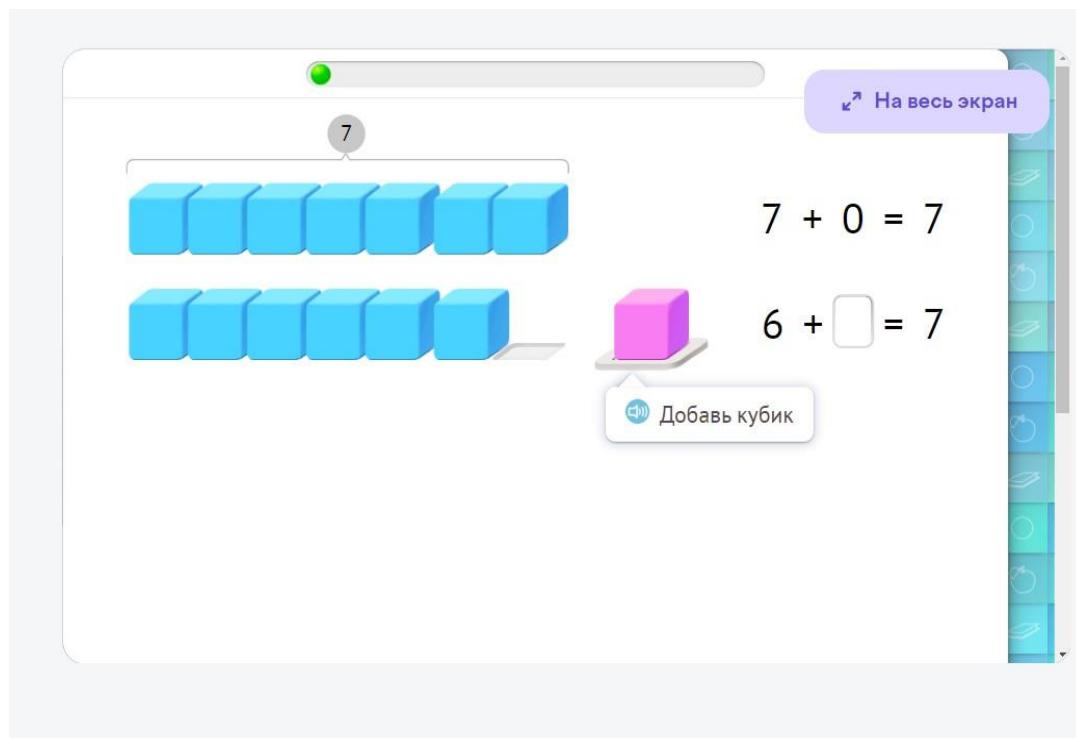 На весь экран
7
7 + 0 = 7
6 + = 7
Добавь кубик